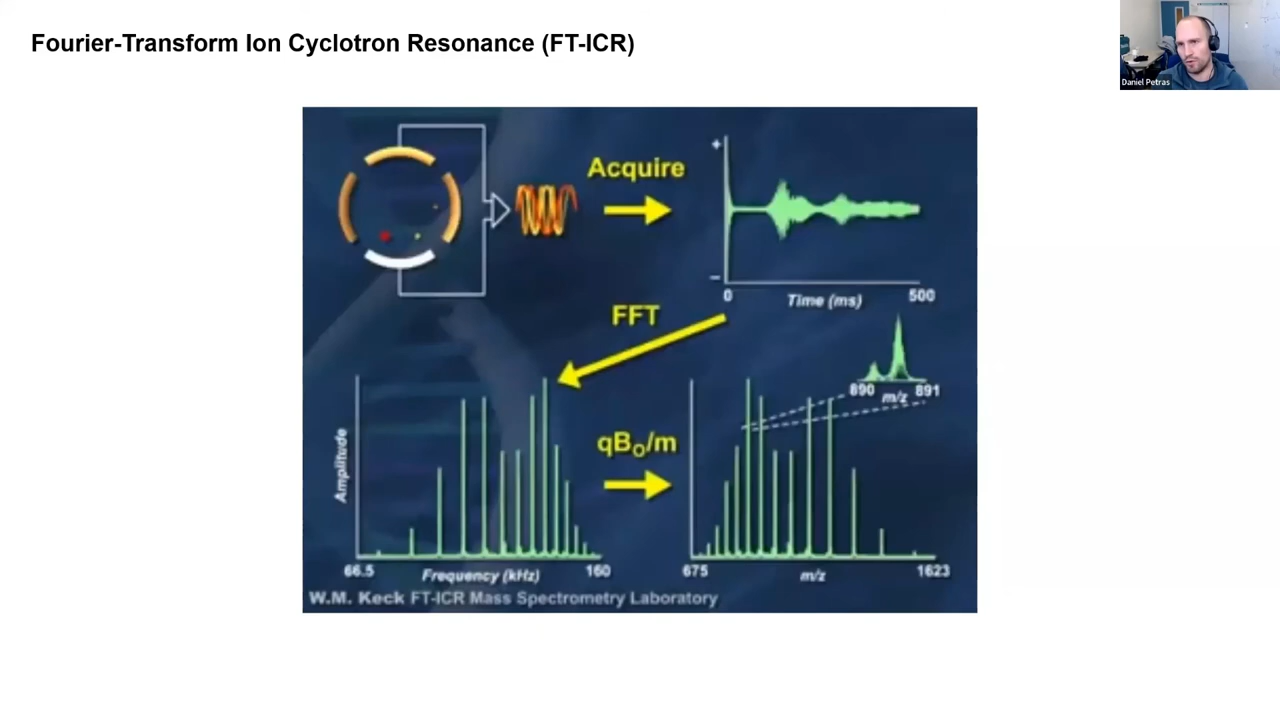 Fourier-Transform Ion Cyclotron Resonance (FT-ICR)
Daniel Petras
Acquire
+
−
0
Time (ms)
500
FFT
890
m/z
891
Amplitude
qB₀/m
66.5
Frequency (kHz)
160
675
m/z
1623
W.M. Keck FT-ICR Mass Spectrometry Laboratory